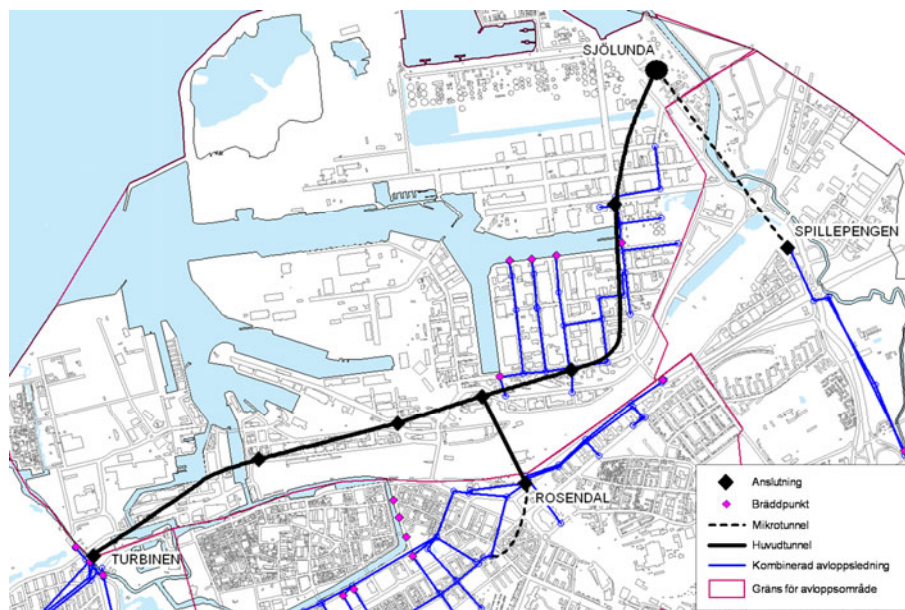 SJÖLUNDA
SPILLEPENGEN
ROSENDAL
TURBINEN
Anslutning
Bräddpunkt
Mikrotunnel
Huvudtunnel
Kombinerad avloppsledning
Gräns för avloppsområde